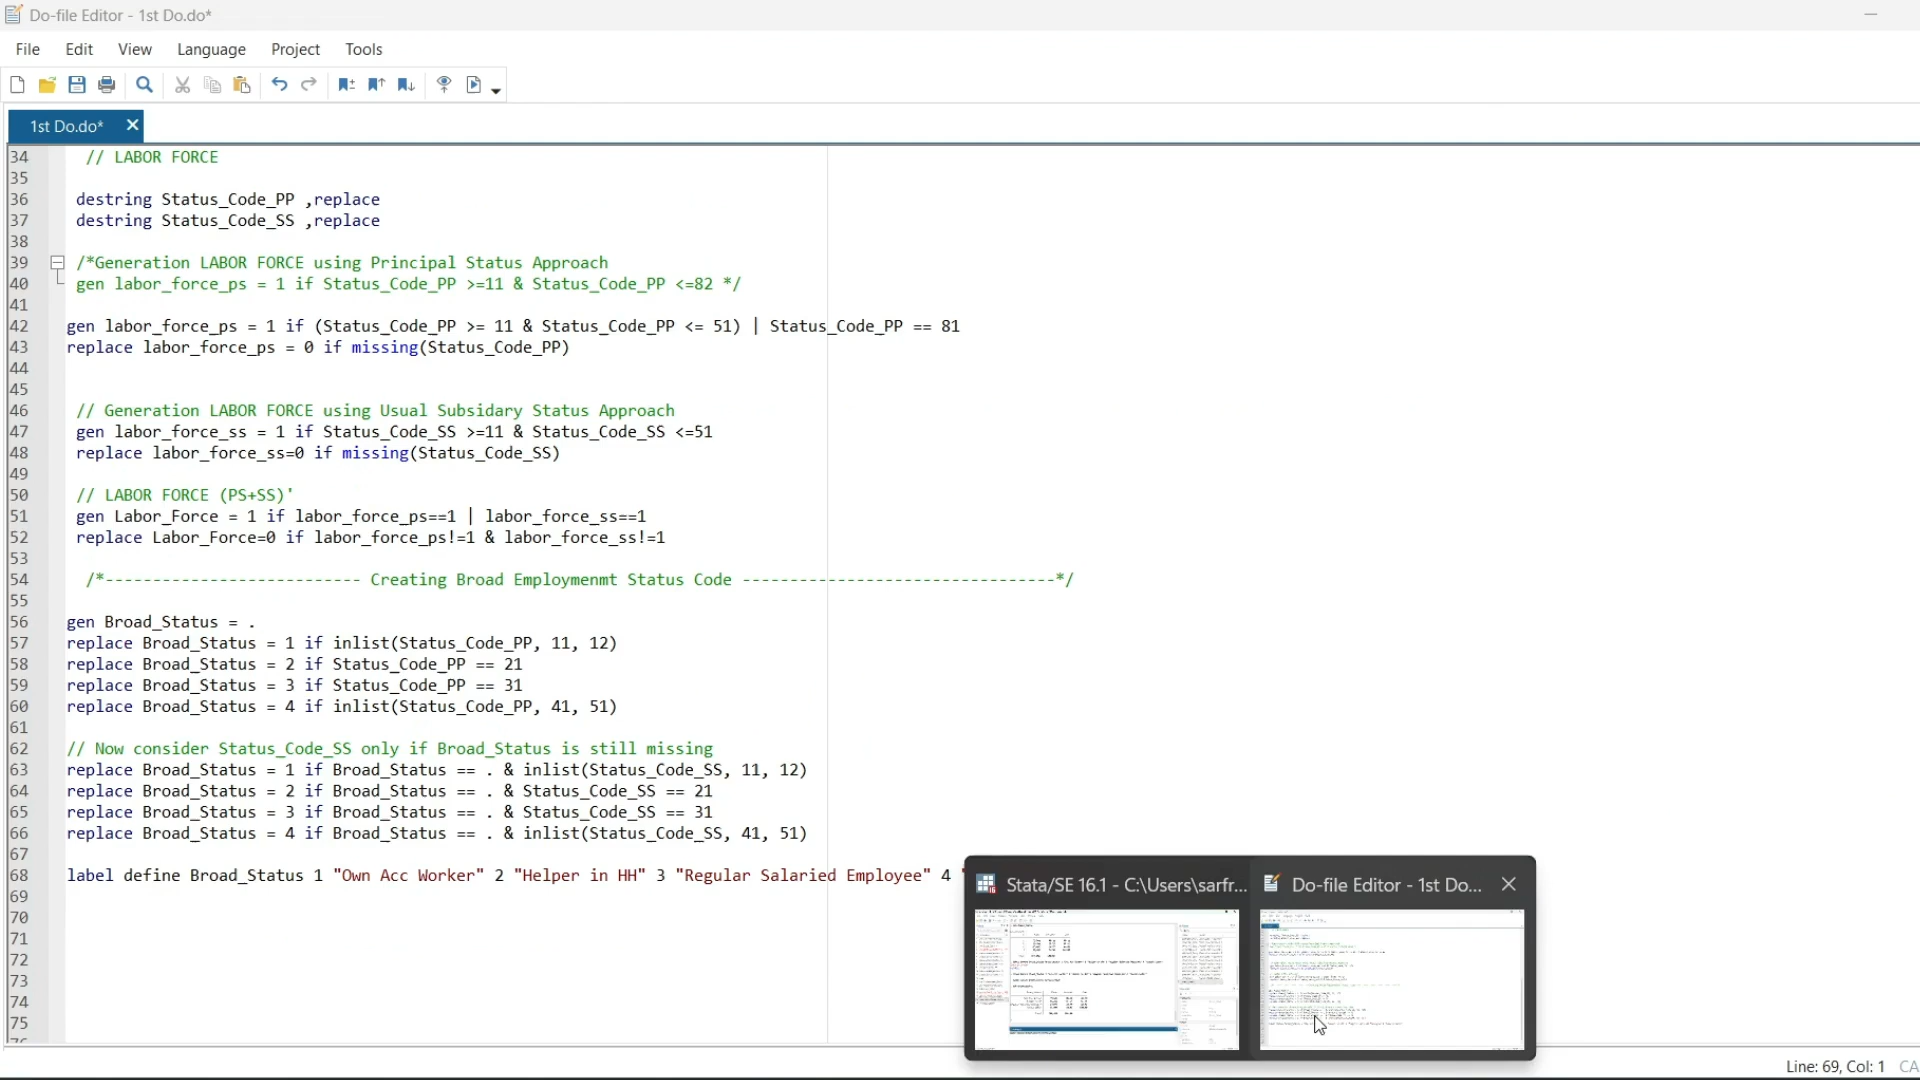 Do-file Editor - 1st Do.do*
File Edit View Language Project Tools
1st Do.do*
34 // LABOR FORCE
35
36 destring Status_Code_PP ,replace
37 destring Status_Code_SS ,replace
38
39 /*Generation LABOR FORCE using Principal Status Approach
40 gen labor_force_ps = 1 if Status_Code_PP >=11 & Status_Code_PP <=82 */
41
42 gen labor_force_ps = 1 if (Status_Code_PP >= 11 & Status_Code_PP <= 51) | Status_Code_PP == 81
43 replace labor_force_ps = 0 if missing(Status_Code_PP)
44
45
46 // Generation LABOR FORCE using Usual Subsidary Status Approach
47 gen labor_force_ss = 1 if Status_Code_SS >=11 & Status_Code_SS <=51
48 replace labor_force_ss=0 if missing(Status_Code_SS)
49
50 // LABOR FORCE (PS+SS)'
51 gen Labor_Force = 1 if labor_force_ps==1 | labor_force_ss==1
52 replace Labor_Force=0 if labor_force_ps!=1 & labor_force_ss!=1
53
54 /*--------------------------- Creating Broad Employmenmt Status Code ---------------------------------*/
55
56 gen Broad_Status = .
57 replace Broad_Status = 1 if inlist(Status_Code_PP, 11, 12)
58 replace Broad_Status = 2 if Status_Code_PP == 21
59 replace Broad_Status = 3 if Status_Code_PP == 31
60 replace Broad_Status = 4 if inlist(Status_Code_PP, 41, 51)
61
62 // Now consider Status_Code_SS only if Broad_Status is still missing
63 replace Broad_Status = 1 if Broad_Status == . & inlist(Status_Code_SS, 11, 12)
64 replace Broad_Status = 2 if Broad_Status == . & Status_Code_SS == 21
65 replace Broad_Status = 3 if Broad_Status == . & Status_Code_SS == 31
66 replace Broad_Status = 4 if Broad_Status == . & inlist(Status_Code_SS, 41, 51)
67
68 label define Broad_Status 1 "Own Acc Worker" 2 "Helper in HH" 3 "Regular Salaried Employee" 4
69
70
71
72
73
74
75
Stata/SE 16.1 - C:\Users\sarfr... Do-file Editor - 1st Do...
Line: 69, Col: 1 CA